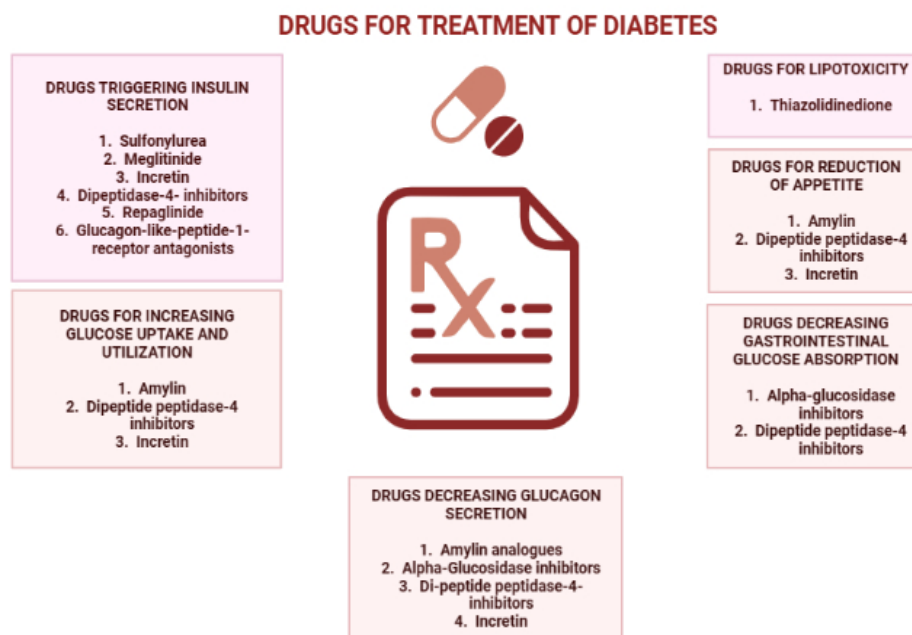 DRUGS FOR TREATMENT OF DIABETES
DRUGS TRIGGERING INSULIN
SECRETION
1. Sulfonylurea
2. Meglitinide
3. Incretin
4. Dipeptidase-4- inhibitors
5. Repaglinide
6. Glucagon-like-peptide-1-
receptor antagonists
DRUGS FOR INCREASING
GLUCOSE UPTAKE AND
UTILIZATION
1. Amylin
2. Dipeptide peptidase-4
inhibitors
3. Incretin
Rx
DRUGS DECREASING GLUCAGON
SECRETION
1. Amylin analogues
2. Alpha-Glucosidase inhibitors
3. Di-peptide peptidase-4-
inhibitors
4. Incretin
DRUGS FOR LIPOTOXICITY
1. Thiazolidinedione
DRUGS FOR REDUCTION
OF APPETITE
1. Amylin
2. Dipeptide peptidase-4
inhibitors
3. Incretin
DRUGS DECREASING
GASTROINTESTINAL
GLUCOSE ABSORPTION
1. Alpha-glucosidase
inhibitors
2. Dipeptide peptidase-4
inhibitors